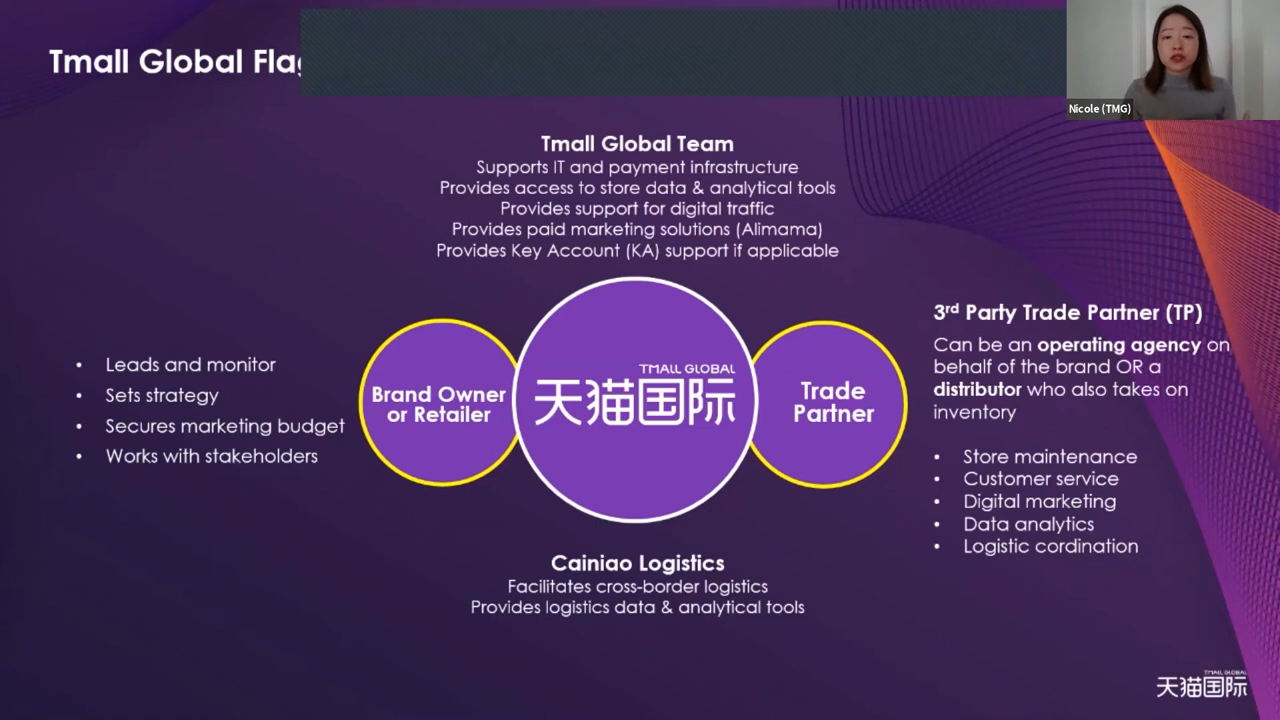 Tmall Global Fla
Nicole (TMG)
Tmall Global Team
Supports IT and payment infrastructure
Provides access to store data & analytical tools
Provides support for digital traffic
Provides paid marketing solutions (Alimama)
Provides Key Account (KA) support if applicable
• Leads and monitor
• Sets strategy
• Secures marketing budget
• Works with stakeholders
Brand Owner
or Retailer
TMALL GLOBAL
天猫国际
Trade
Partner
3rd Party Trade Partner (TP)
Can be an operating agency on
behalf of the brand OR a
distributor who also takes on
inventory
• Store maintenance
• Customer service
• Digital marketing
• Data analytics
• Logistic cordination
Cainiao Logistics
Facilitates cross-border logistics
Provides logistics data & analytical tools
TMALL GLOBAL
天猫国际